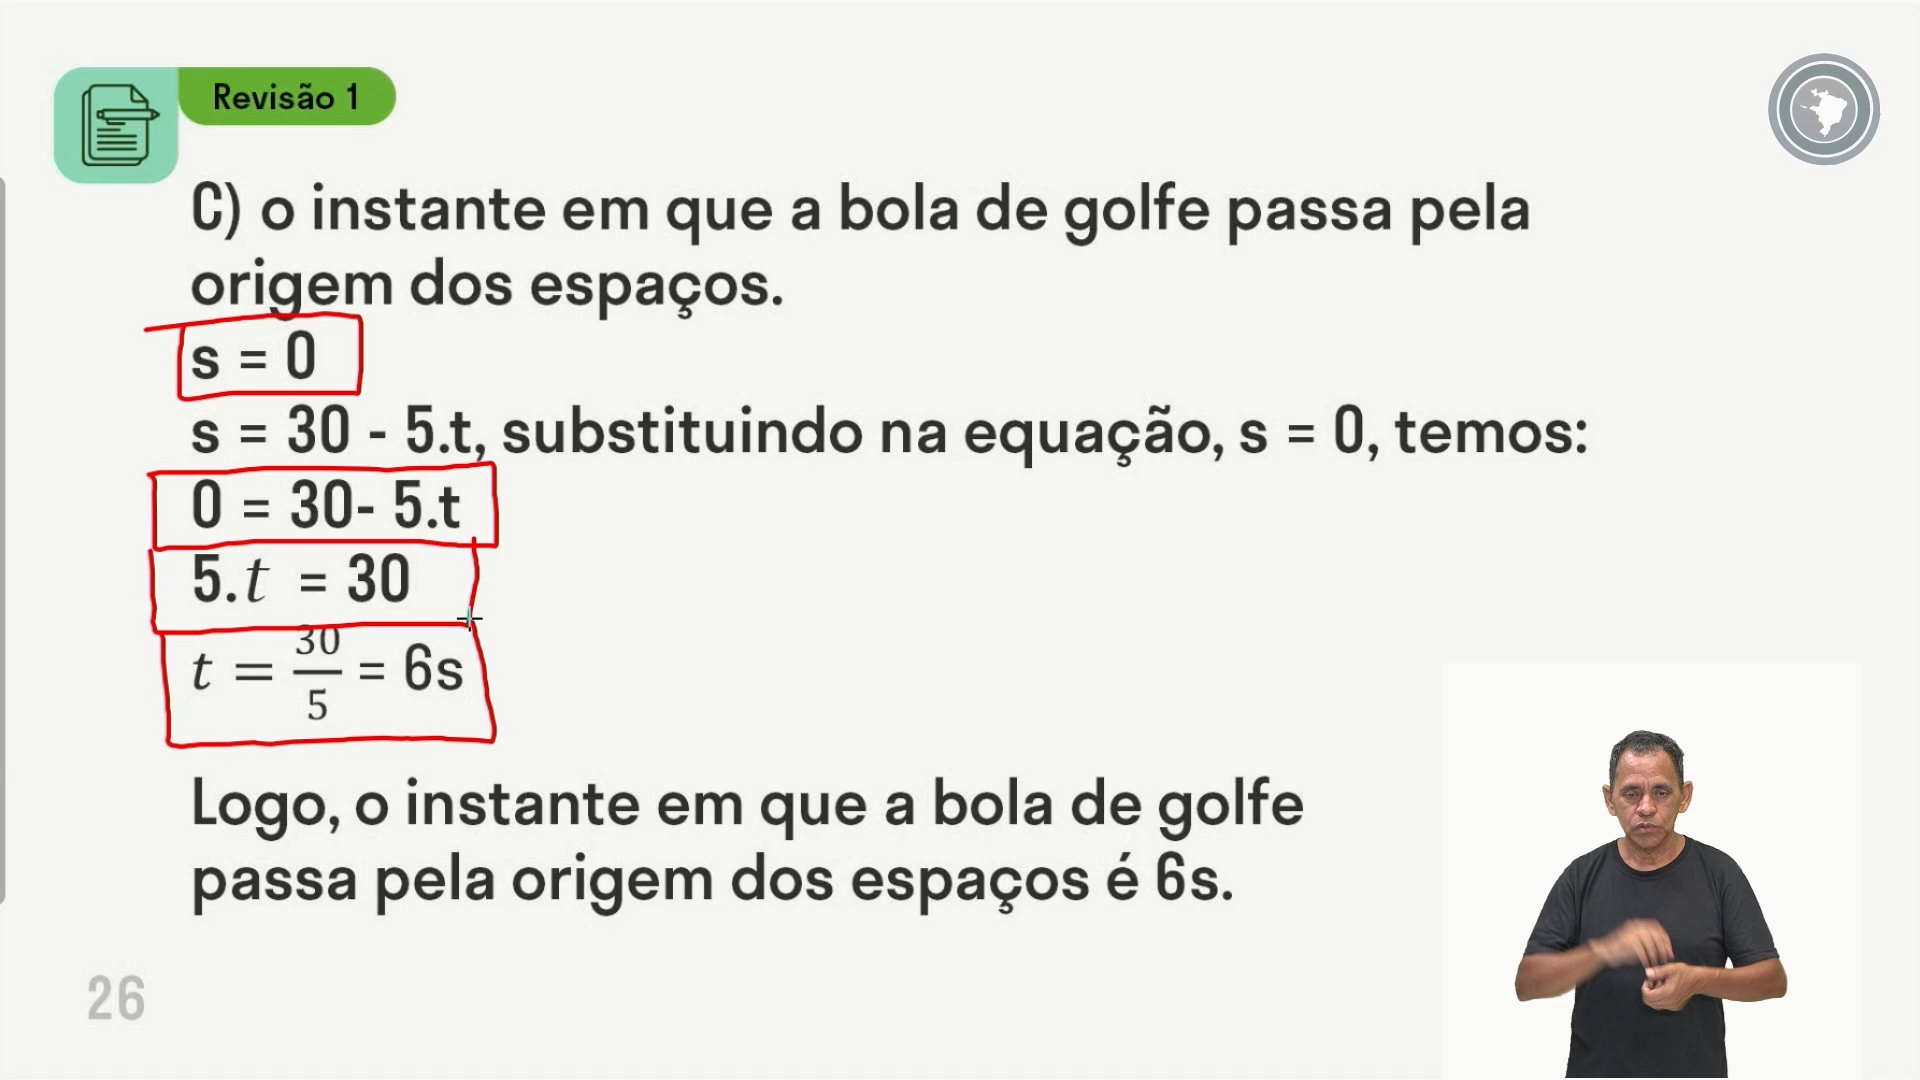 Revisão 1
C) o instante em que a bola de golfe passa pela
origem dos espaços.
s = 0
s = 30 - 5.t, substituindo na equação, s = 0, temos:
0 = 30- 5.t
5.t = 30
t = 30/5 = 6s
Logo, o instante em que a bola de golfe
passa pela origem dos espaços é 6s.
26